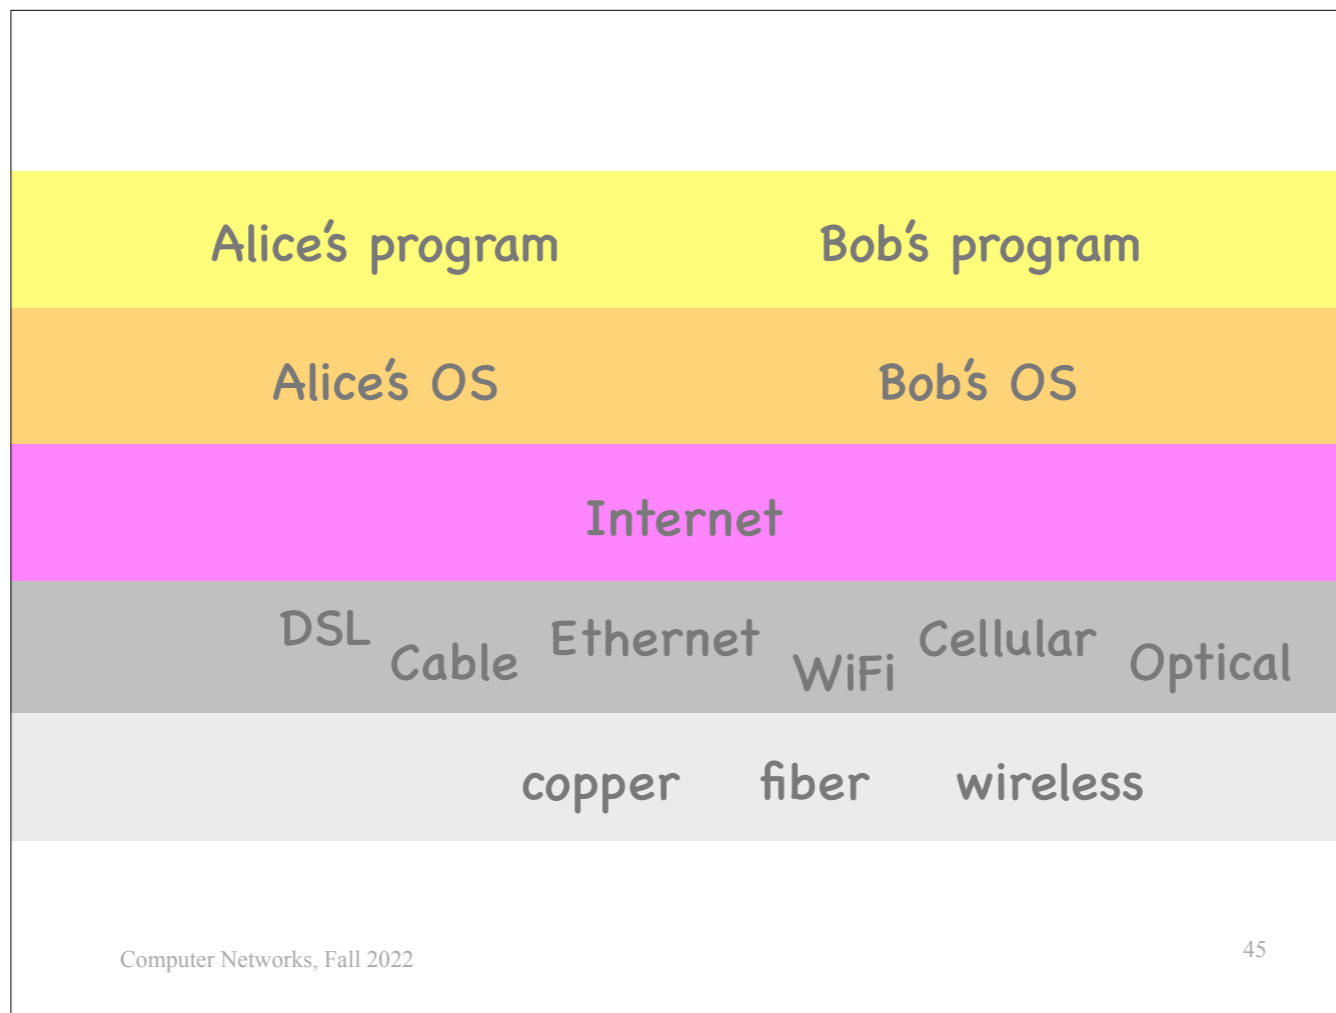 Alice's program Bob's program
Alice's OS Bob's OS
Internet
DSL Cable Ethernet WiFi Cellular Optical
copper fiber wireless
Computer Networks, Fall 2022 45